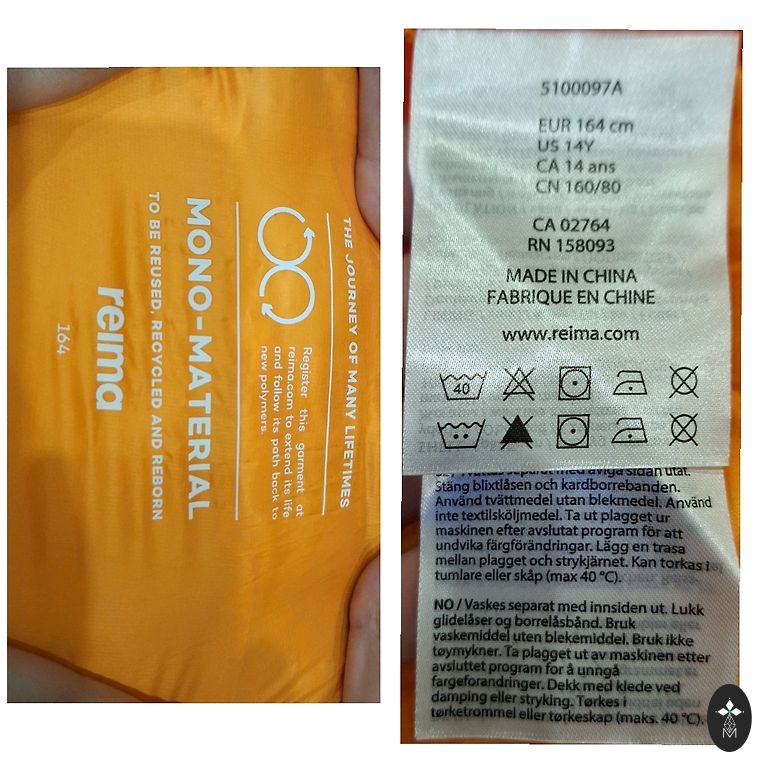 THE JOURNEY OF MANY LIFETIMES
Register this garment at
reima.com to extend its life
and follow its path back to
new polymers.
MONO-MATERIAL
TO BE REUSED, RECYCLED AND REBORN
reima
164
5100097A
EUR 164 cm
US 14Y
CA 14 ans
CN 160/80
CA 02764
RN 158093
MADE IN CHINA
FABRIQUE EN CHINE
www.reima.com
40
separat med aviga sidan utåt.
Stäng blixtlåsen och kardborrebanden.
Använd tvättmedel utan blekmedel. Använd
inte textilsköljmedel. Ta ut plagget ur
maskinen efter avslutat program för att
undvika färgförändringar. Lägg en trasa
mellan plagget och strykjärnet. Kan torkas i
tumlare eller skåp (max 40 °C).
NO / Vaskes separat med innsiden ut. Lukk
glidelåser og borrelåsbånd. Bruk
vaskemiddel uten blekemiddel. Bruk ikke
tøymykner. Ta plagget ut av maskinen etter
avsluttet program for å unngå
fargeforandringer. Dekk med klede ved
damping eller stryking. Tørkes i
tørketrommel eller tørkeskap (maks. 40 °C).
M